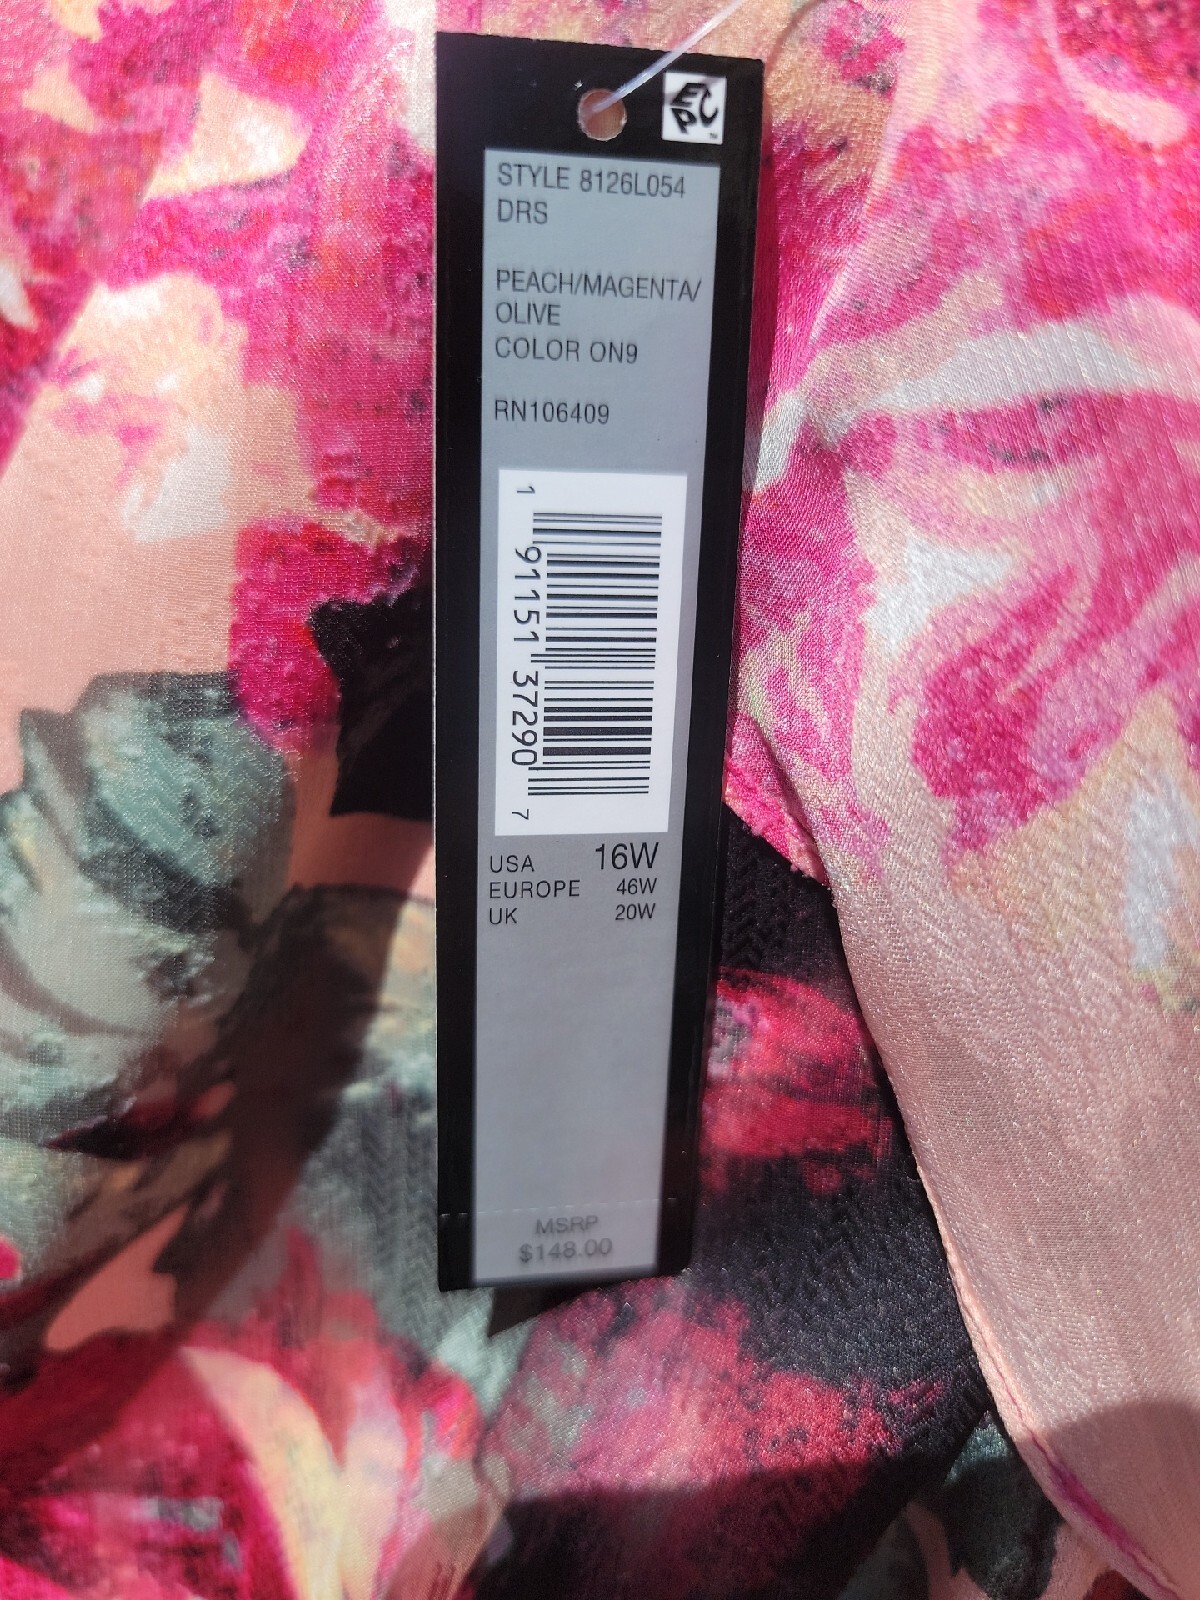 EPC
STYLE 8126L054
DRS
PEACH/MAGENTA/
OLIVE
COLOR ON9
RN106409
1 91151 37290 7
USA 16W
EUROPE 46W
UK 20W
MSRP
$148.00